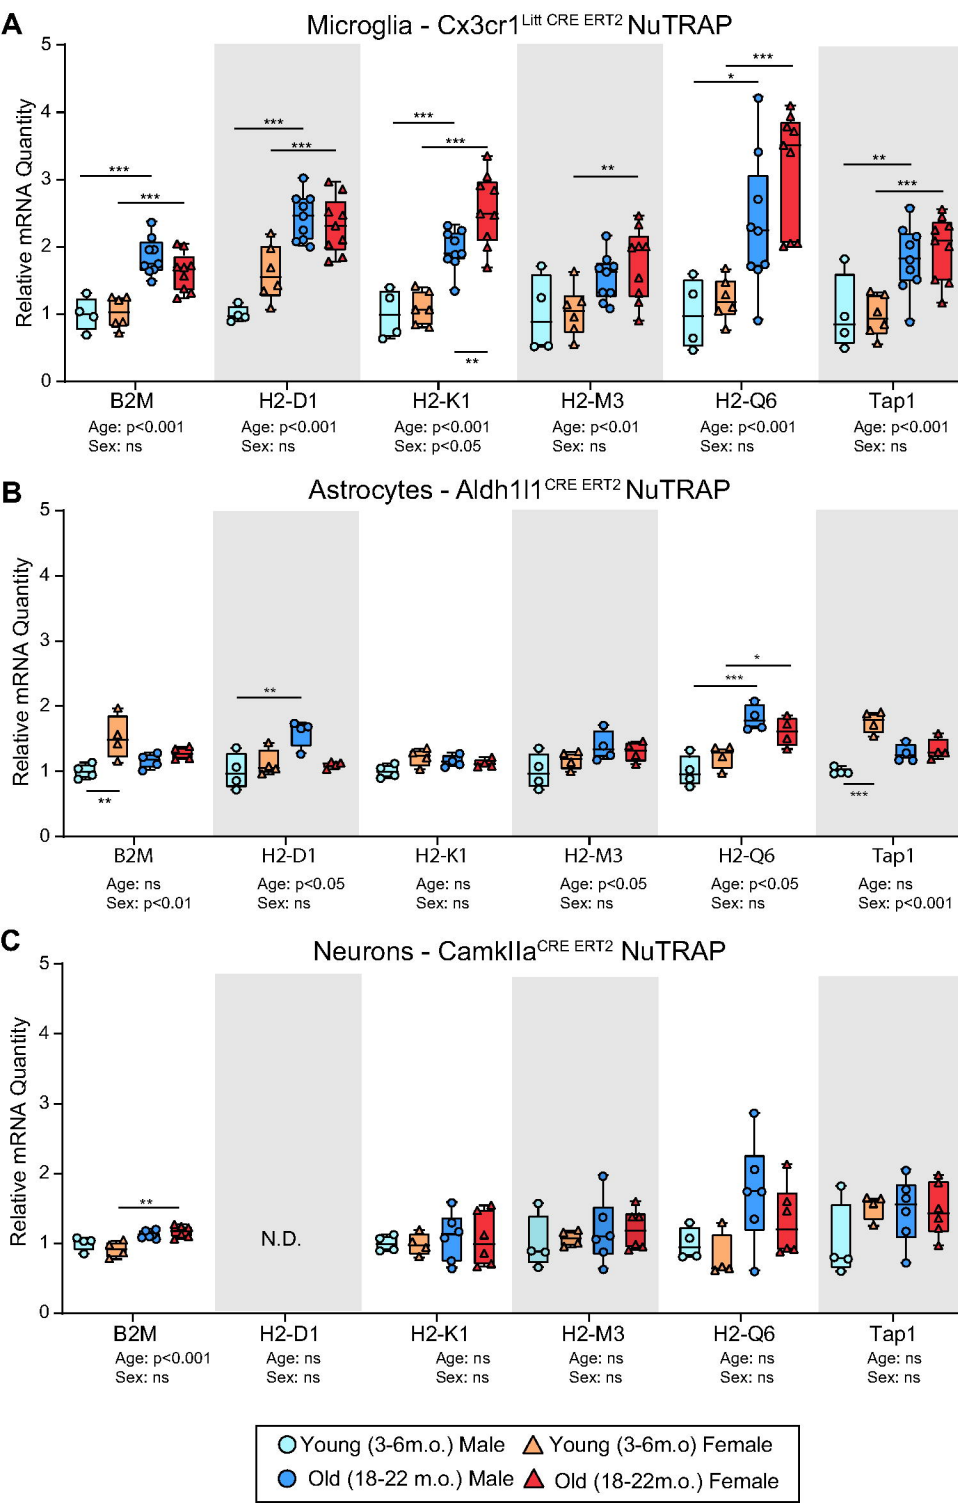 A
Microglia - Cx3cr1Litt CRE ERT2 NuTRAP
Relative mRNA Quantity
5
4
3
2
1
0
*** *** *** *** *** *** ** ** * *** ** ***
B2M H2-D1 H2-K1 H2-M3 H2-Q6 Tap1
Age: p<0.001 Age: p<0.001 Age: p<0.001 Age: p<0.01 Age: p<0.001 Age: p<0.001
Sex: ns Sex: ns Sex: p<0.05 Sex: ns Sex: ns Sex: ns
B
Astrocytes - Aldh1l1CRE ERT2 NuTRAP
Relative mRNA Quantity
5
4
3
2
1
0
** ** *** * ***
B2M H2-D1 H2-K1 H2-M3 H2-Q6 Tap1
Age: ns Age: p<0.05 Age: ns Age: p<0.05 Age: p<0.05 Age: ns
Sex: p<0.01 Sex: ns Sex: ns Sex: ns Sex: ns Sex: p<0.001
C
Neurons - CamkIIaCRE ERT2 NuTRAP
Relative mRNA Quantity
5
4
3
2
1
0
**
N.D.
B2M H2-D1 H2-K1 H2-M3 H2-Q6 Tap1
Age: p<0.001 Age: ns Age: ns Age: ns Age: ns Age: ns
Sex: ns Sex: ns Sex: ns Sex: ns Sex: ns Sex: ns
Young (3-6m.o.) Male Young (3-6m.o) Female
Old (18-22 m.o.) Male Old (18-22m.o.) Female